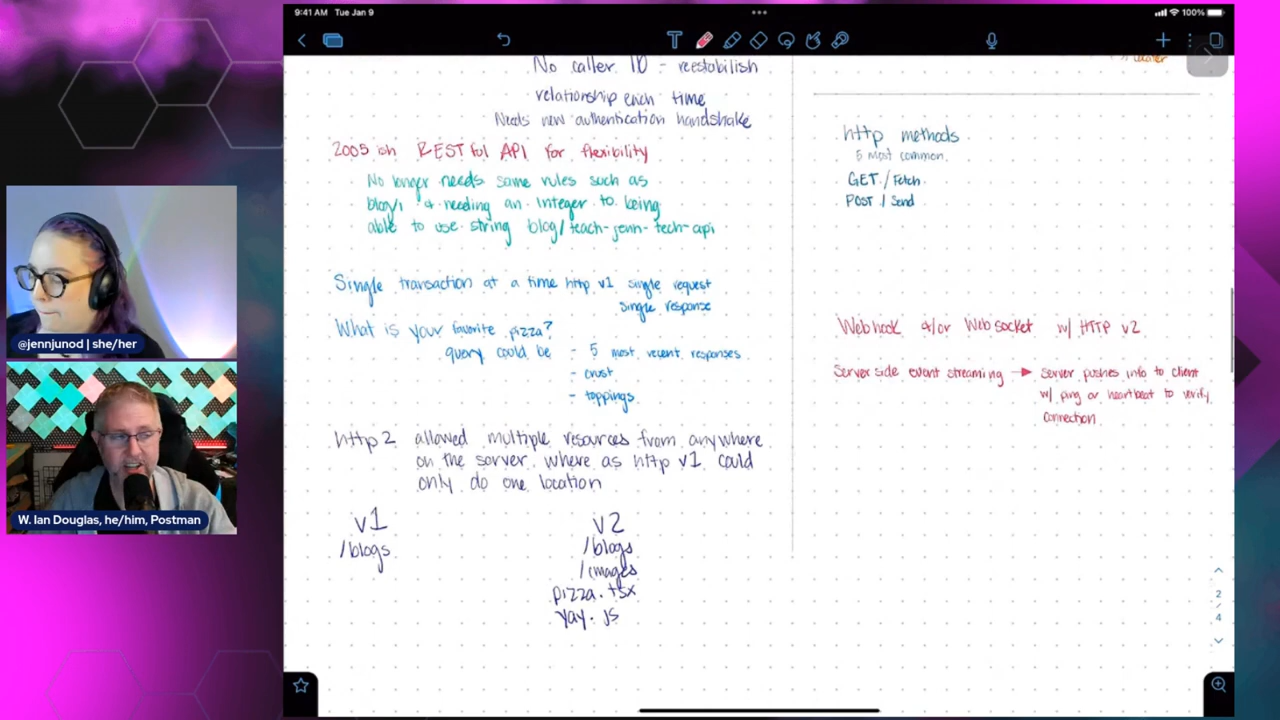 9:41 AM Tue Jan 9
100%
No caller ID - reestabilish
relationship each time
Needs new authentication handshake
2005 ish RESTful API for flexibility
No longer needs same rules such as
blog/1 & needing an integer to being
able to use string blog/teach-jenn-tech-api
Single transaction at a time http v1 single request
single response
What is your favorite pizza?
query could be - 5 most recent responses
- crust
- toppings
http2 allowed multiple resources from anywhere
on the server, where as http v1 could
only do one location
v1
/blogs
v2
/blogs
/images
pizza.tsx
yay.js
http methods
5 most common
GET / Fetch
POST / Send
Webhook &/or Web socket w/ HTTP v2
Server side event streaming → server pushes info to client
w/ ping or heartbeat to verify
connection
2
/
4
@jennjunod | she/her
W. Ian Douglas, he/him, Postman